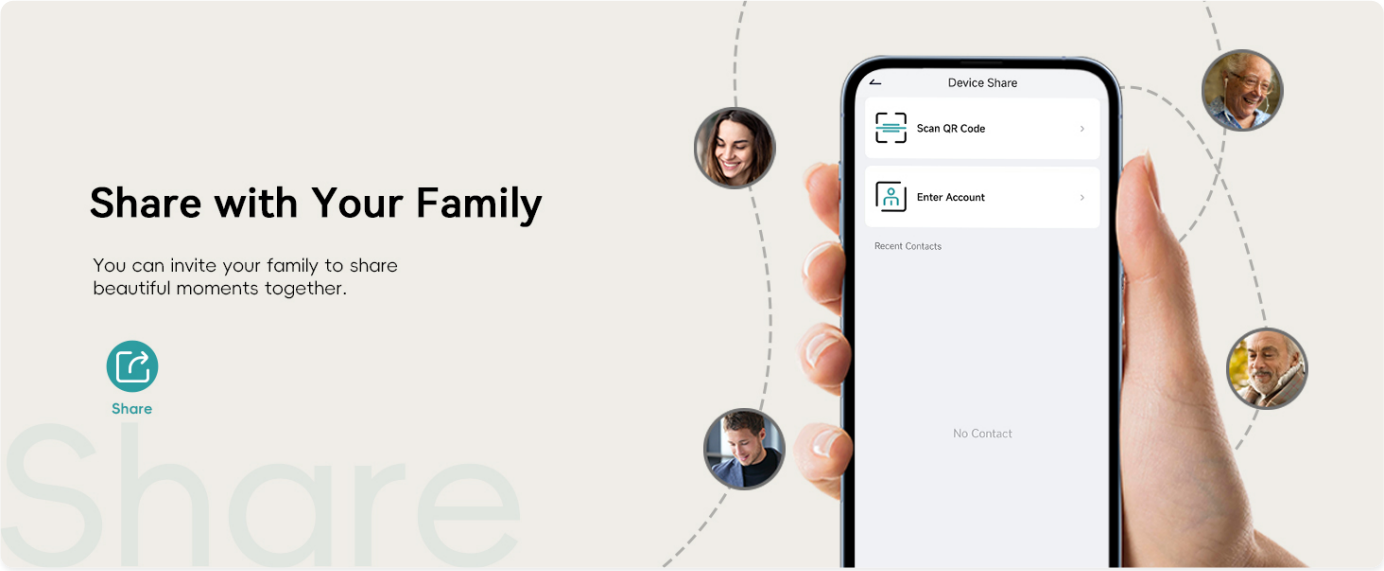 Share with Your Family
You can invite your family to share
beautiful moments together.
Share
Share
Device Share
Scan QR Code
Enter Account
Recent Contacts
No Contact